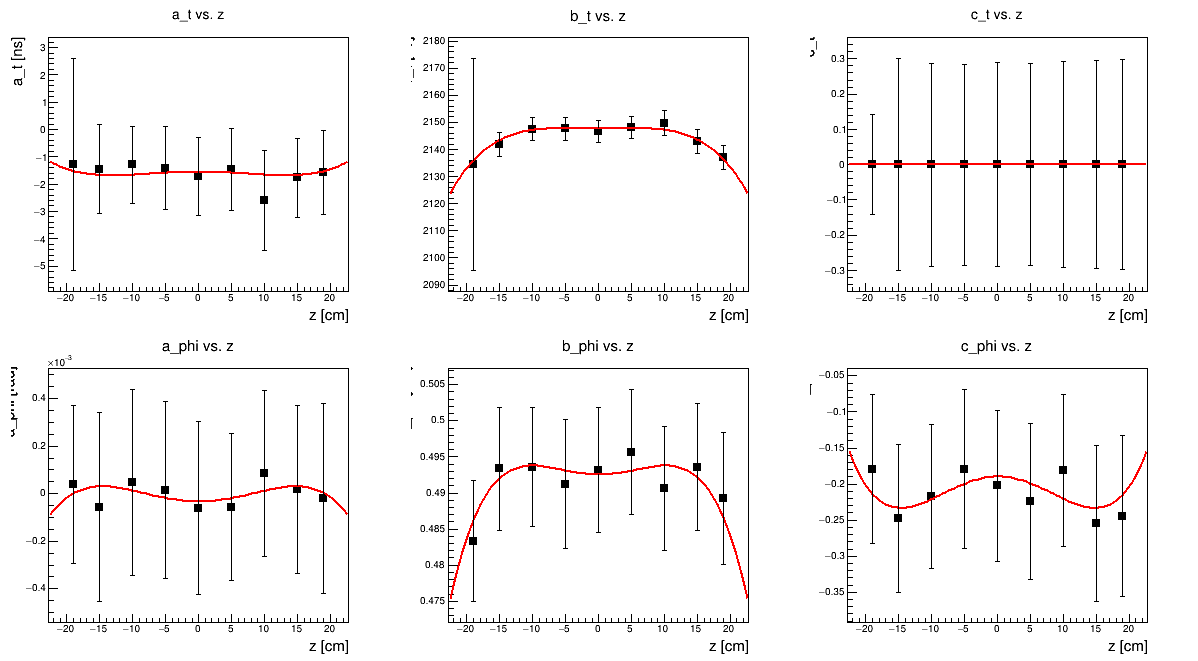 a_t vs. z
a_t [ns]
3
2
1
0
−1
−2
−3
−4
−5
−20 −15 −10 −5 0 5 10 15 20
z [cm]
b_t vs. z
2180
2170
2160
2150
2140
2130
2120
2110
2100
2090
−20 −15 −10 −5 0 5 10 15 20
z [cm]
c_t vs. z
0.3
0.2
0.1
0
−0.1
−0.2
−0.3
−20 −15 −10 −5 0 5 10 15 20
z [cm]
a_phi vs. z
×10⁻³
a_phi [rad]
0.4
0.2
0
−0.2
−0.4
−20 −15 −10 −5 0 5 10 15 20
z [cm]
b_phi vs. z
0.505
0.5
0.495
0.49
0.485
0.48
0.475
−20 −15 −10 −5 0 5 10 15 20
z [cm]
c_phi vs. z
−0.05
−0.1
−0.15
−0.2
−0.25
−0.3
−0.35
−20 −15 −10 −5 0 5 10 15 20
z [cm]